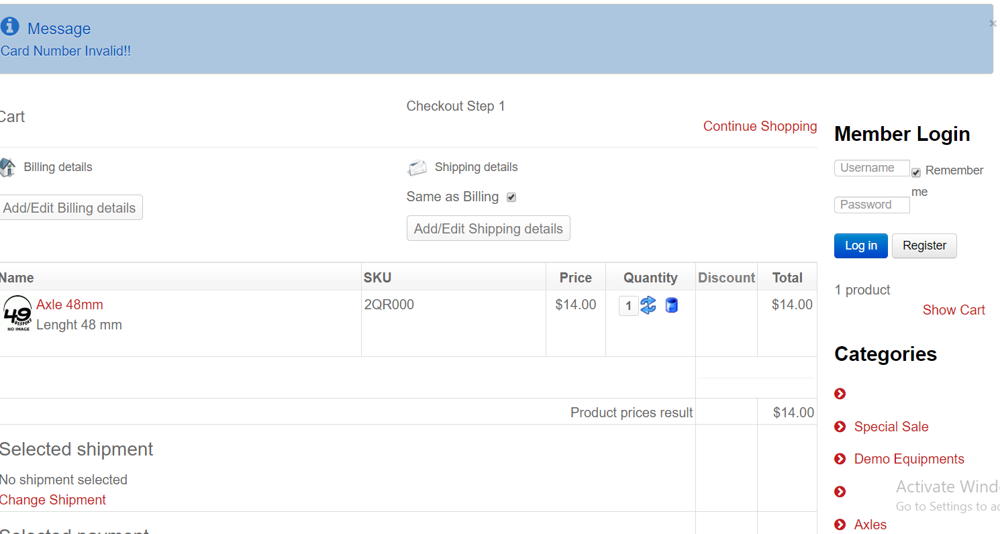 Message
Card Number Invalid!!
×
Cart
Checkout Step 1
Continue Shopping
Billing details
Add/Edit Billing details
Shipping details
Same as Billing
Add/Edit Shipping details
Name SKU Price Quantity Discount Total
49
BESPOKE
NO IMAGE
Axle 48mm
Lenght 48 mm
2QR000 $14.00 1 $14.00
Product prices result $14.00
Selected shipment
No shipment selected
Change Shipment
Selected payment
Member Login
Username
Remember
me
Password
Log in Register
1 product
Show Cart
Categories
Special Sale
Demo Equipments
Axles
Activate Wind
Go to Settings to ac